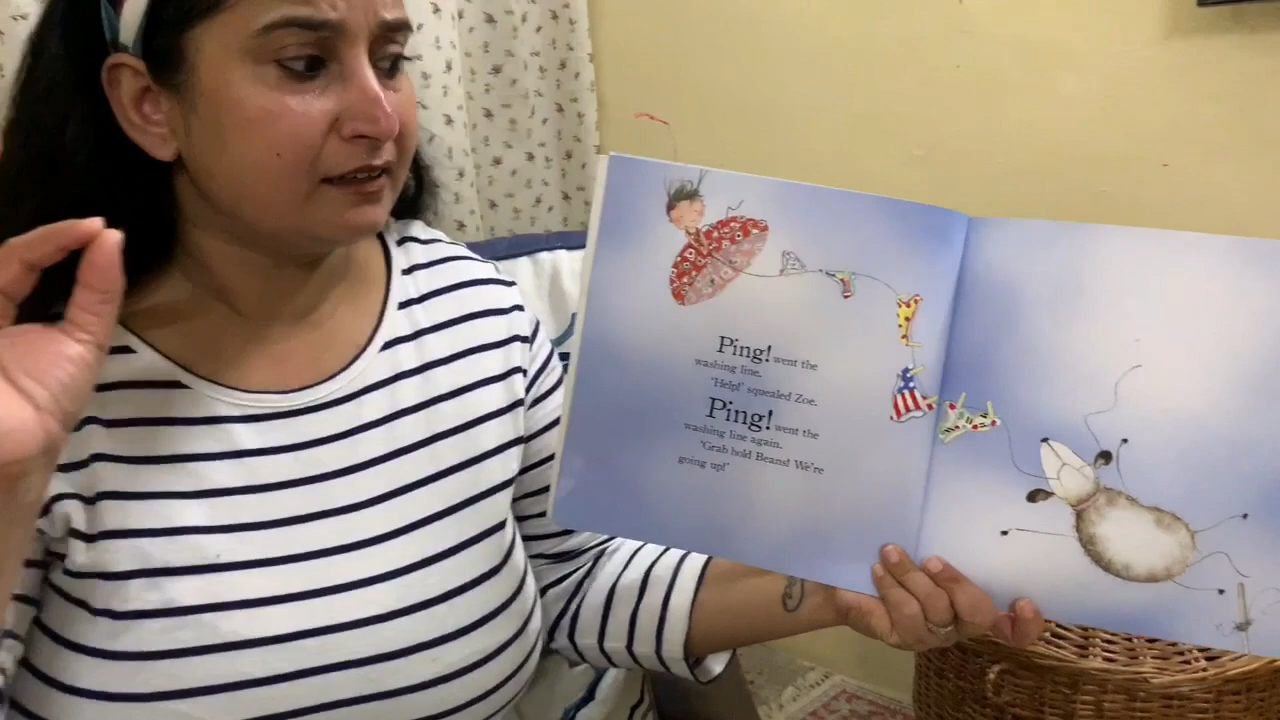 Ping! went the
washing line.
'Help!' squealed Zoe.
Ping! went the
washing line again.
'Grab hold Beans! We're
going up!'